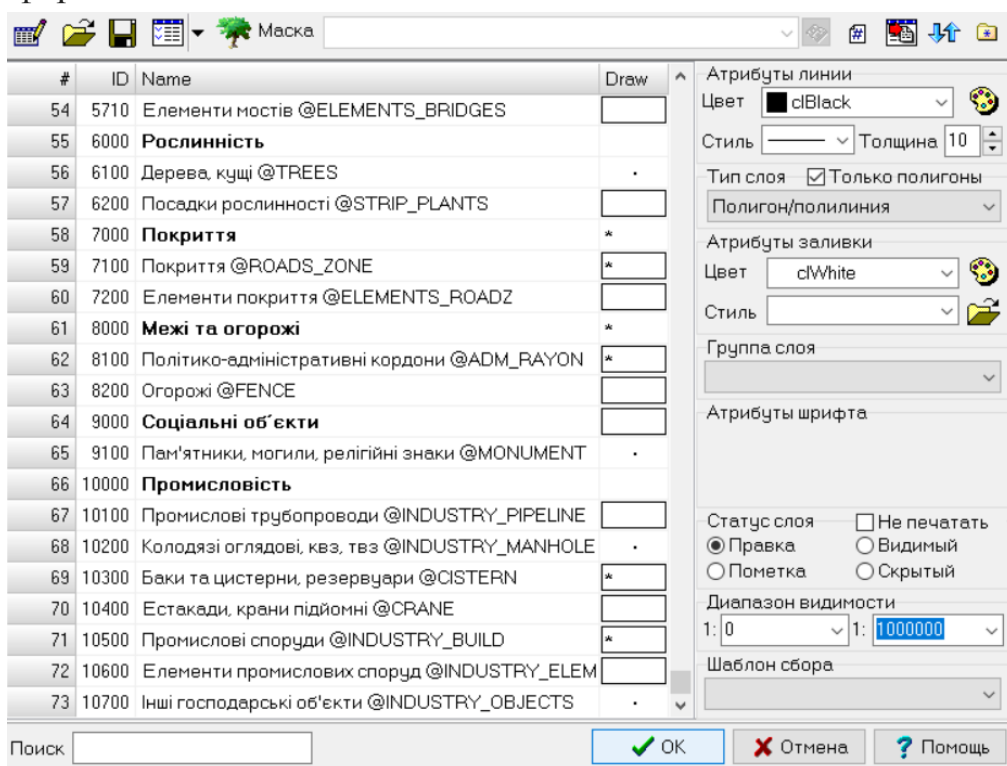 Маска
# ID Name Draw
54 5710 Елементи мостів @ELEMENTS_BRIDGES
55 6000 Рослинність
56 6100 Дерева, кущі @TREES .
57 6200 Посадки рослинності @STRIP_PLANTS
58 7000 Покриття *
59 7100 Покриття @ROADS_ZONE *
60 7200 Елементи покриття @ELEMENTS_ROADZ
61 8000 Межі та огорожі *
62 8100 Політико-адміністративні кордони @ADM_RAYON *
63 8200 Огорожі @FENCE
64 9000 Соціальні об´єкти
65 9100 Пам'ятники, могили, релігійні знаки @MONUMENT .
66 10000 Промисловість
67 10100 Промислові трубопроводи @INDUSTRY_PIPELINE
68 10200 Колодязі оглядові, квз, твз @INDUSTRY_MANHOLE .
69 10300 Баки та цистерни, резервуари @CISTERN *
70 10400 Естакади, крани підйомні @CRANE
71 10500 Промислові споруди @INDUSTRY_BUILD *
72 10600 Елементи промислових споруд @INDUSTRY_ELEM
73 10700 Інші господарські об'єкти @INDUSTRY_OBJECTS .
Атрибуты линии
Цвет clBlack
Стиль Толщина 10
Тип слоя Только полигоны
Полигон/полилиния
Атрибуты заливки
Цвет clWhite
Стиль
Группа слоя
Атрибуты шрифта
Статус слоя Не печатать
Правка Видимый
Пометка Скрытый
Диапазон видимости
1: 0 1: 1000000
Шаблон сбора
Поиск OK Отмена Помощь